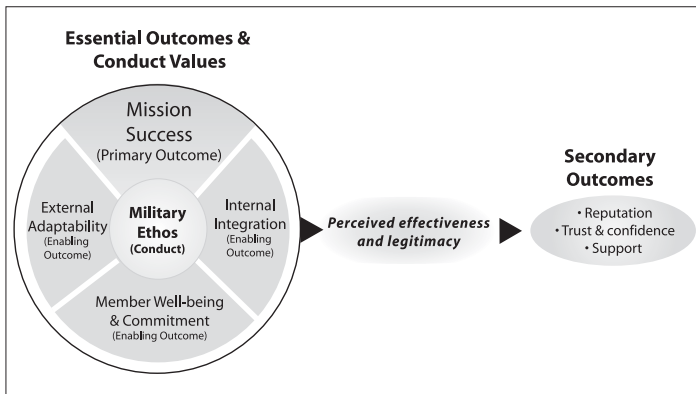 Essential Outcomes &
Conduct Values
Mission
Success
(Primary Outcome)
External
Adaptability
(Enabling
Outcome)
Military
Ethos
(Conduct)
Internal
Integration
(Enabling
Outcome)
Member Well-being
& Commitment
(Enabling Outcome)
Perceived effectiveness
and legitimacy
Secondary
Outcomes
• Reputation
• Trust & confidence
• Support